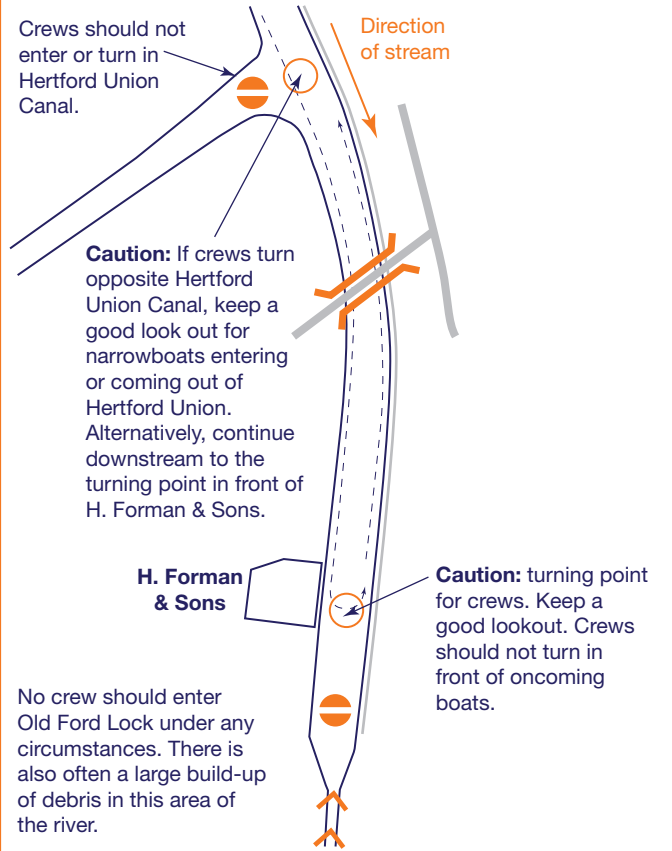 Crews should not
enter or turn in
Hertford Union
Canal.
Direction
of stream
Caution: If crews turn
opposite Hertford
Union Canal, keep a
good look out for
narrowboats entering
or coming out of
Hertford Union.
Alternatively, continue
downstream to the
turning point in front of
H. Forman & Sons.
H. Forman
& Sons
Caution: turning point
for crews. Keep a
good lookout. Crews
should not turn in
front of oncoming
boats.
No crew should enter
Old Ford Lock under any
circumstances. There is
also often a large build-up
of debris in this area of
the river.